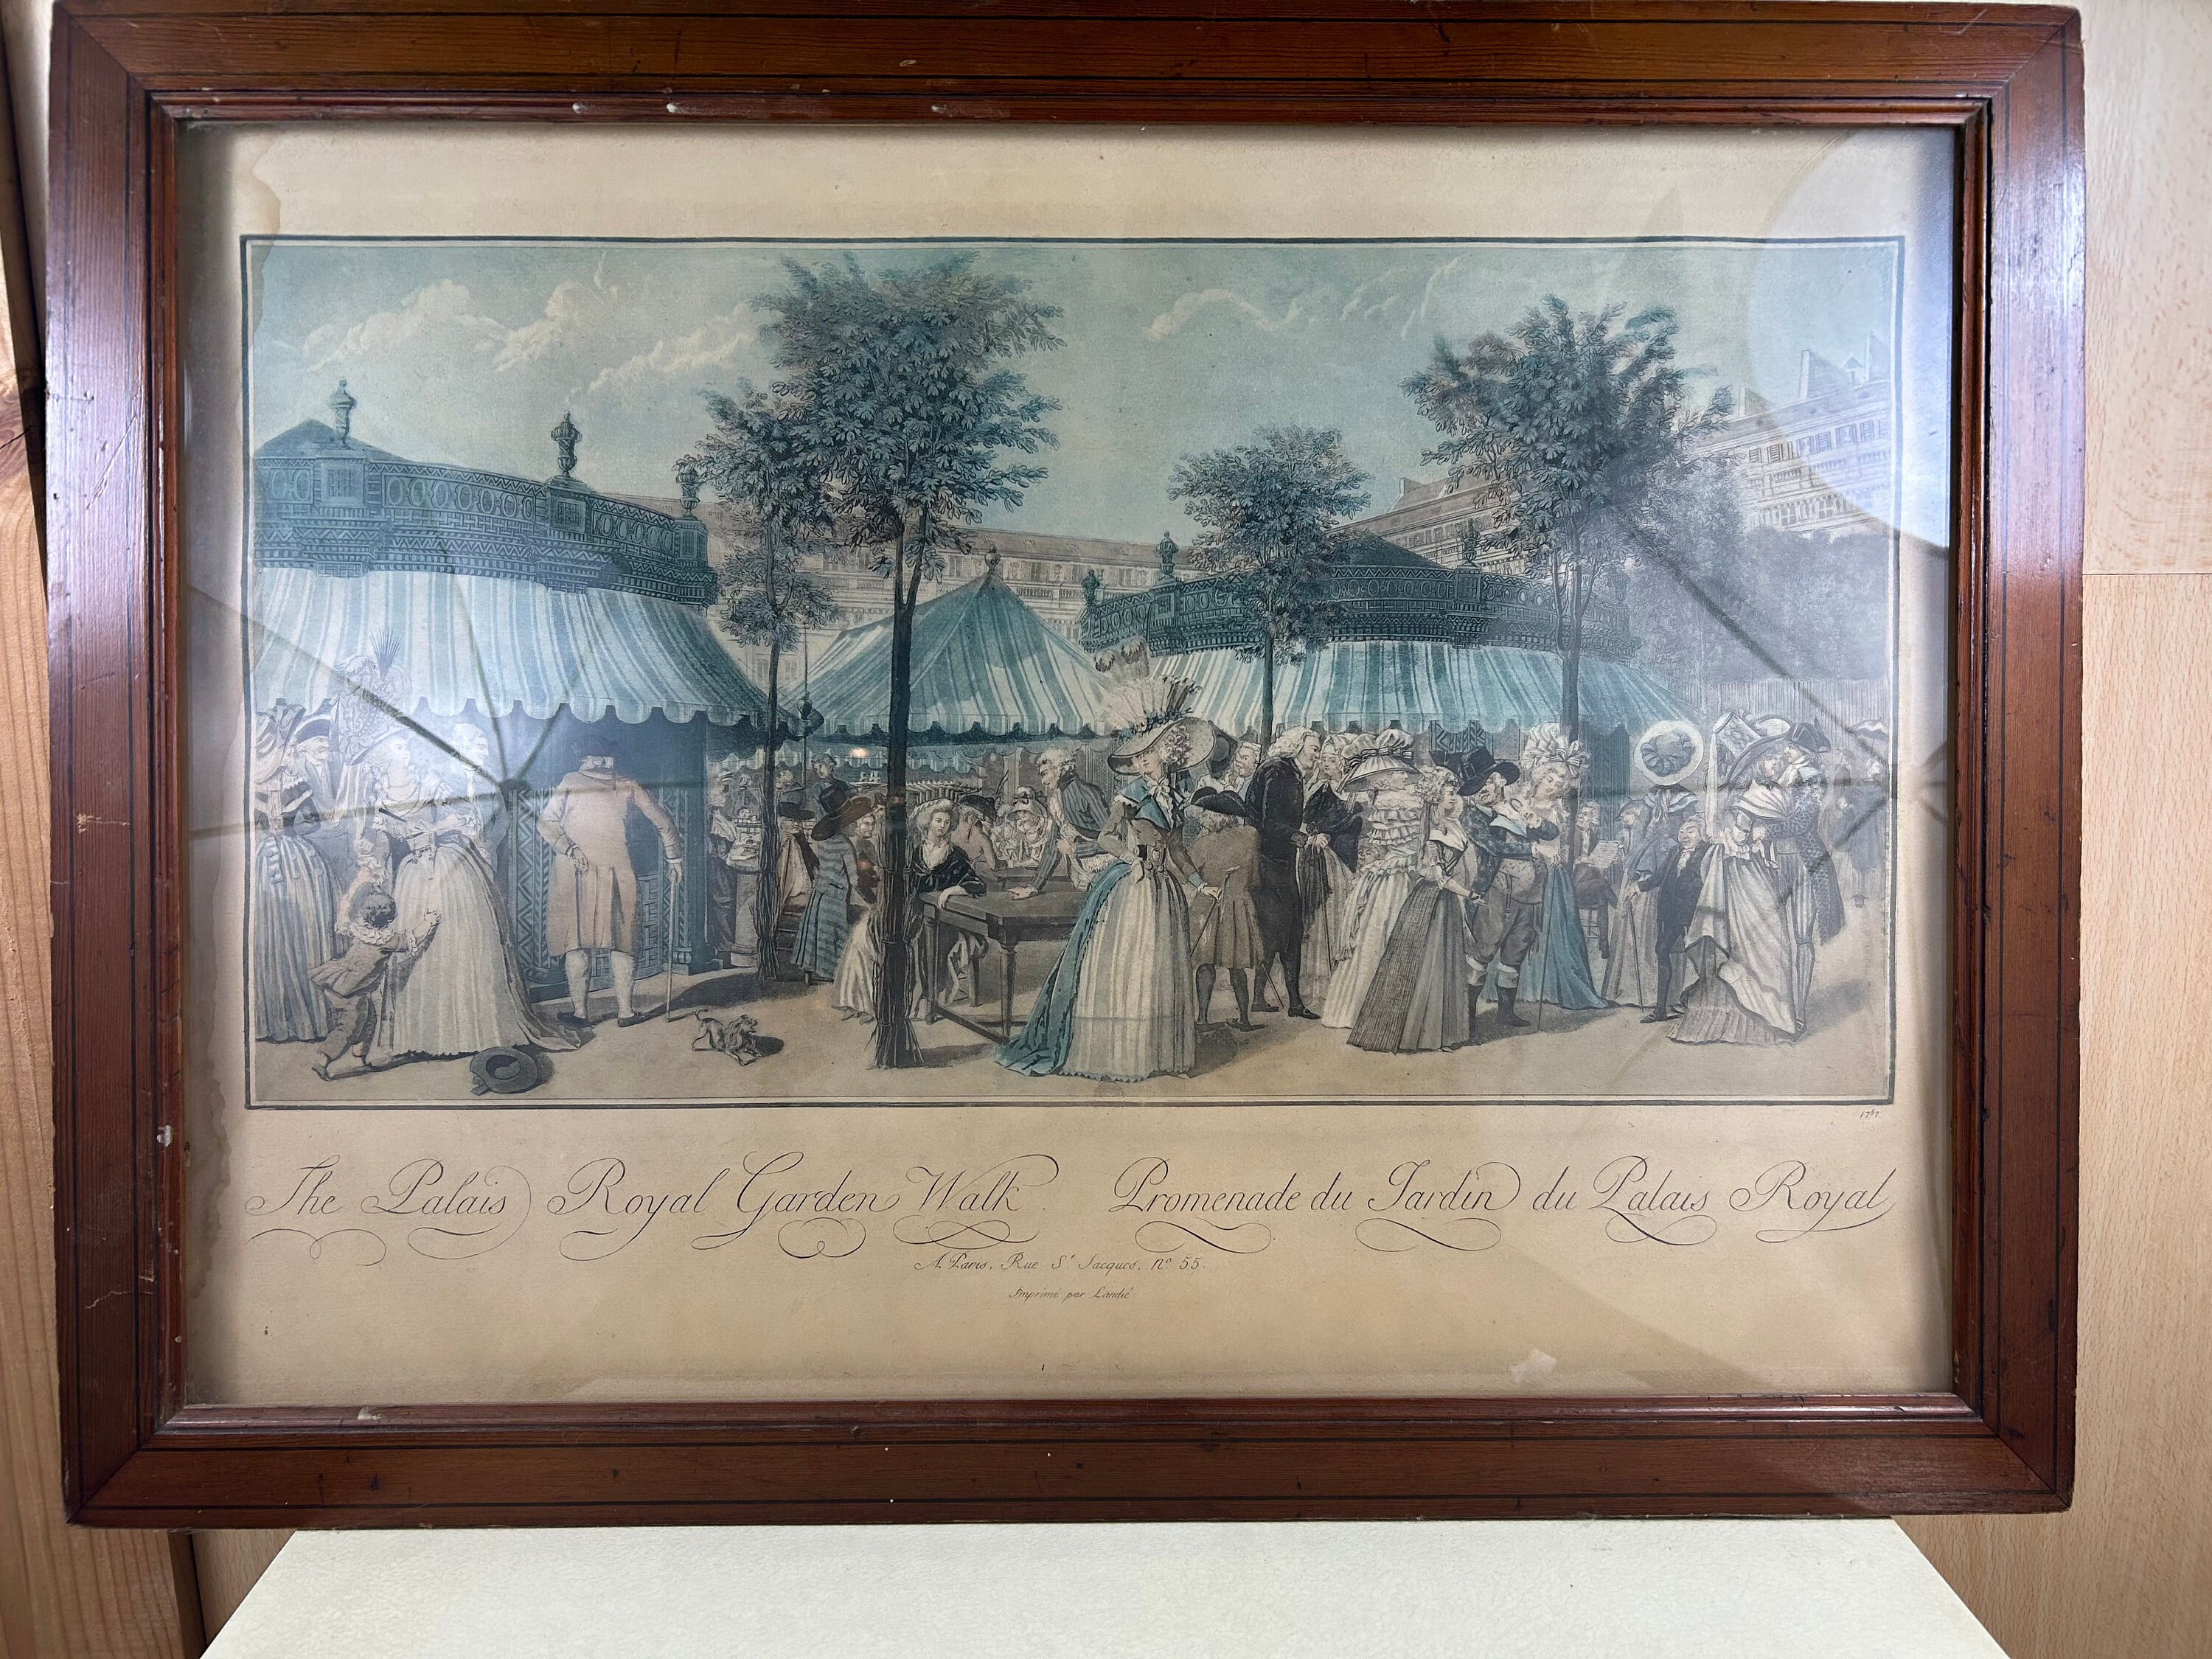 1787
The Palais Royal Garden Walk. Promenade du Jardin du Palais Royal
A Paris, Rue St Jacques, no 55.
Imprimé par